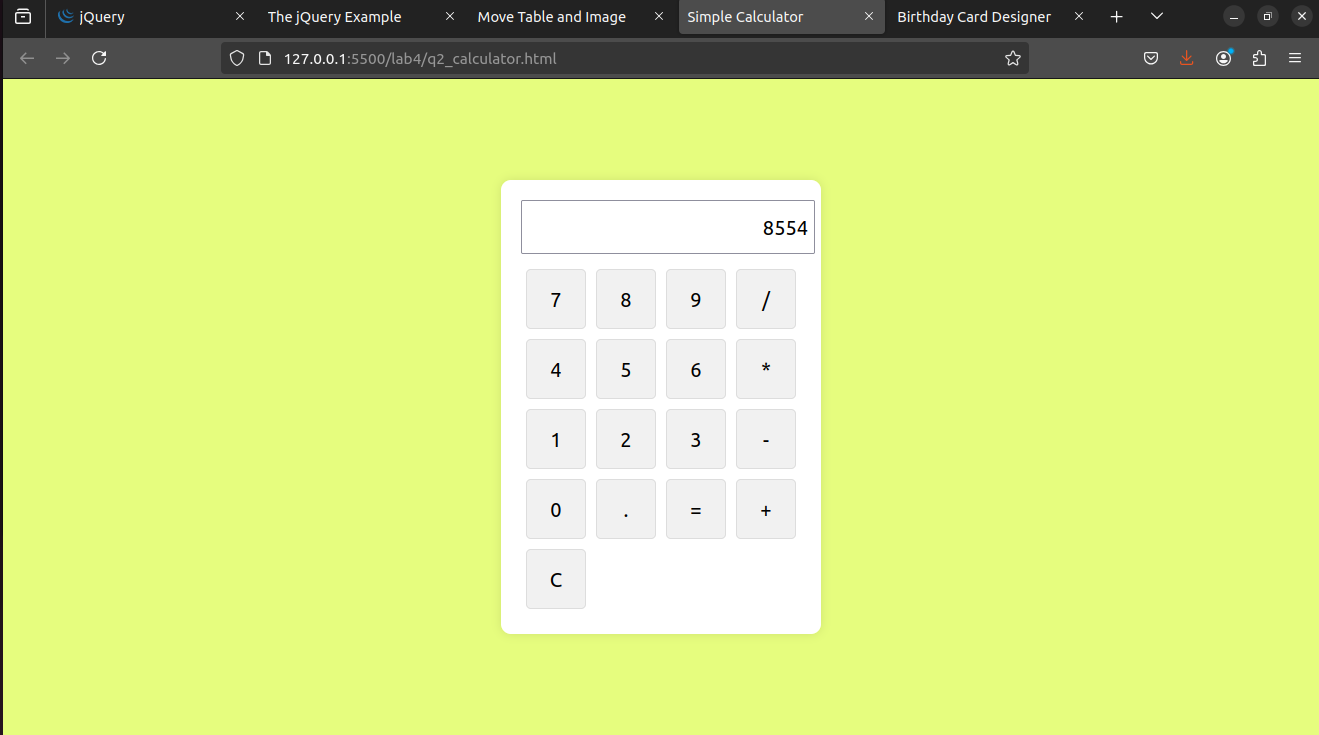 jQuery The jQuery Example Move Table and Image Simple Calculator Birthday Card Designer
127.0.0.1:5500/lab4/q2_calculator.html
8554
7 8 9 /
4 5 6 *
1 2 3 -
0 . = +
C